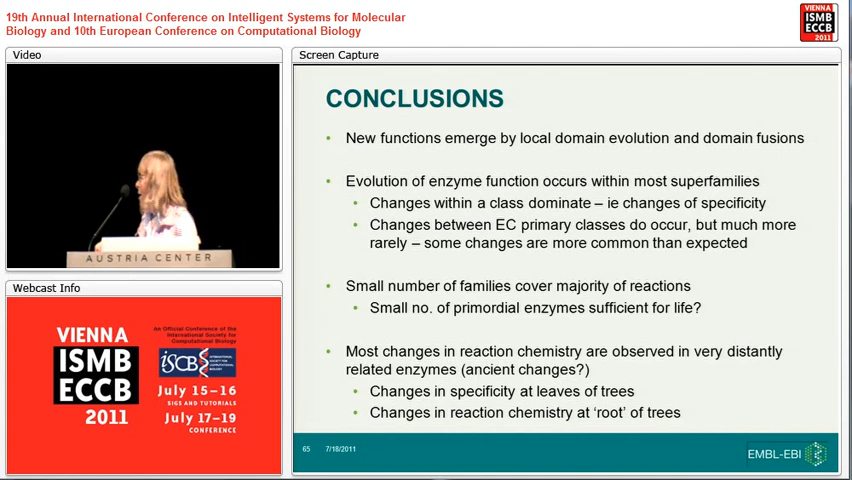 19th Annual International Conference on Intelligent Systems for Molecular
Biology and 10th European Conference on Computational Biology
VIENNA
ISMB
ECCB
2011
Video
AUSTRIA CENTER
Webcast Info
VIENNA
ISMB
ECCB
2011
An Official Conference of the
International Society for
Computational Biology
ISCB
INTERNATIONAL
SOCIETY FOR
COMPUTATIONAL
BIOLOGY
July 15–16
SIGS AND TUTORIALS
July 17–19
CONFERENCE
Screen Capture
CONCLUSIONS
• New functions emerge by local domain evolution and domain fusions
• Evolution of enzyme function occurs within most superfamilies
• Changes within a class dominate – ie changes of specificity
• Changes between EC primary classes do occur, but much more
rarely – some changes are more common than expected
• Small number of families cover majority of reactions
• Small no. of primordial enzymes sufficient for life?
• Most changes in reaction chemistry are observed in very distantly
related enzymes (ancient changes?)
• Changes in specificity at leaves of trees
• Changes in reaction chemistry at ‘root’ of trees
65 7/18/2011
EMBL-EBI